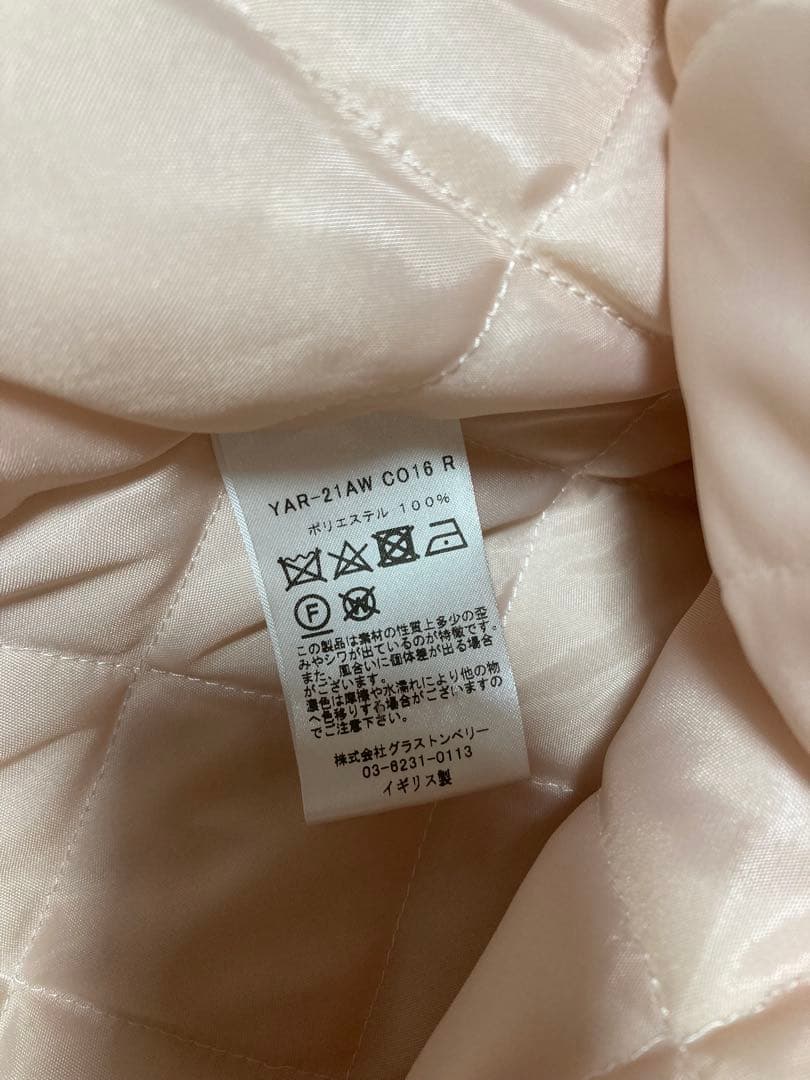 YAR-21AW CO16 R
ポリエステル 100%
F W
この製品は素材の性質上多少の歪
みやシワが出ているのが特徴です。
また、風合いに個体差が出る場合
がございます。
濃色は摩擦や水濡れにより他の物
へ色移りする場合がございますの
でご注意下さい。
株式会社グラストンベリー
03-6231-0113
イギリス製